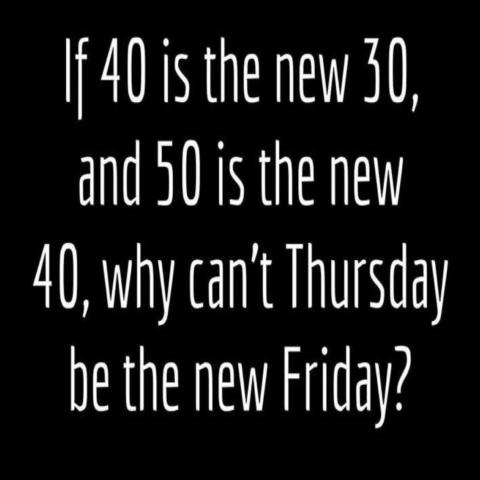 If 40 is the new 30,
and 50 is the new
40, why can't Thursday
be the new Friday?